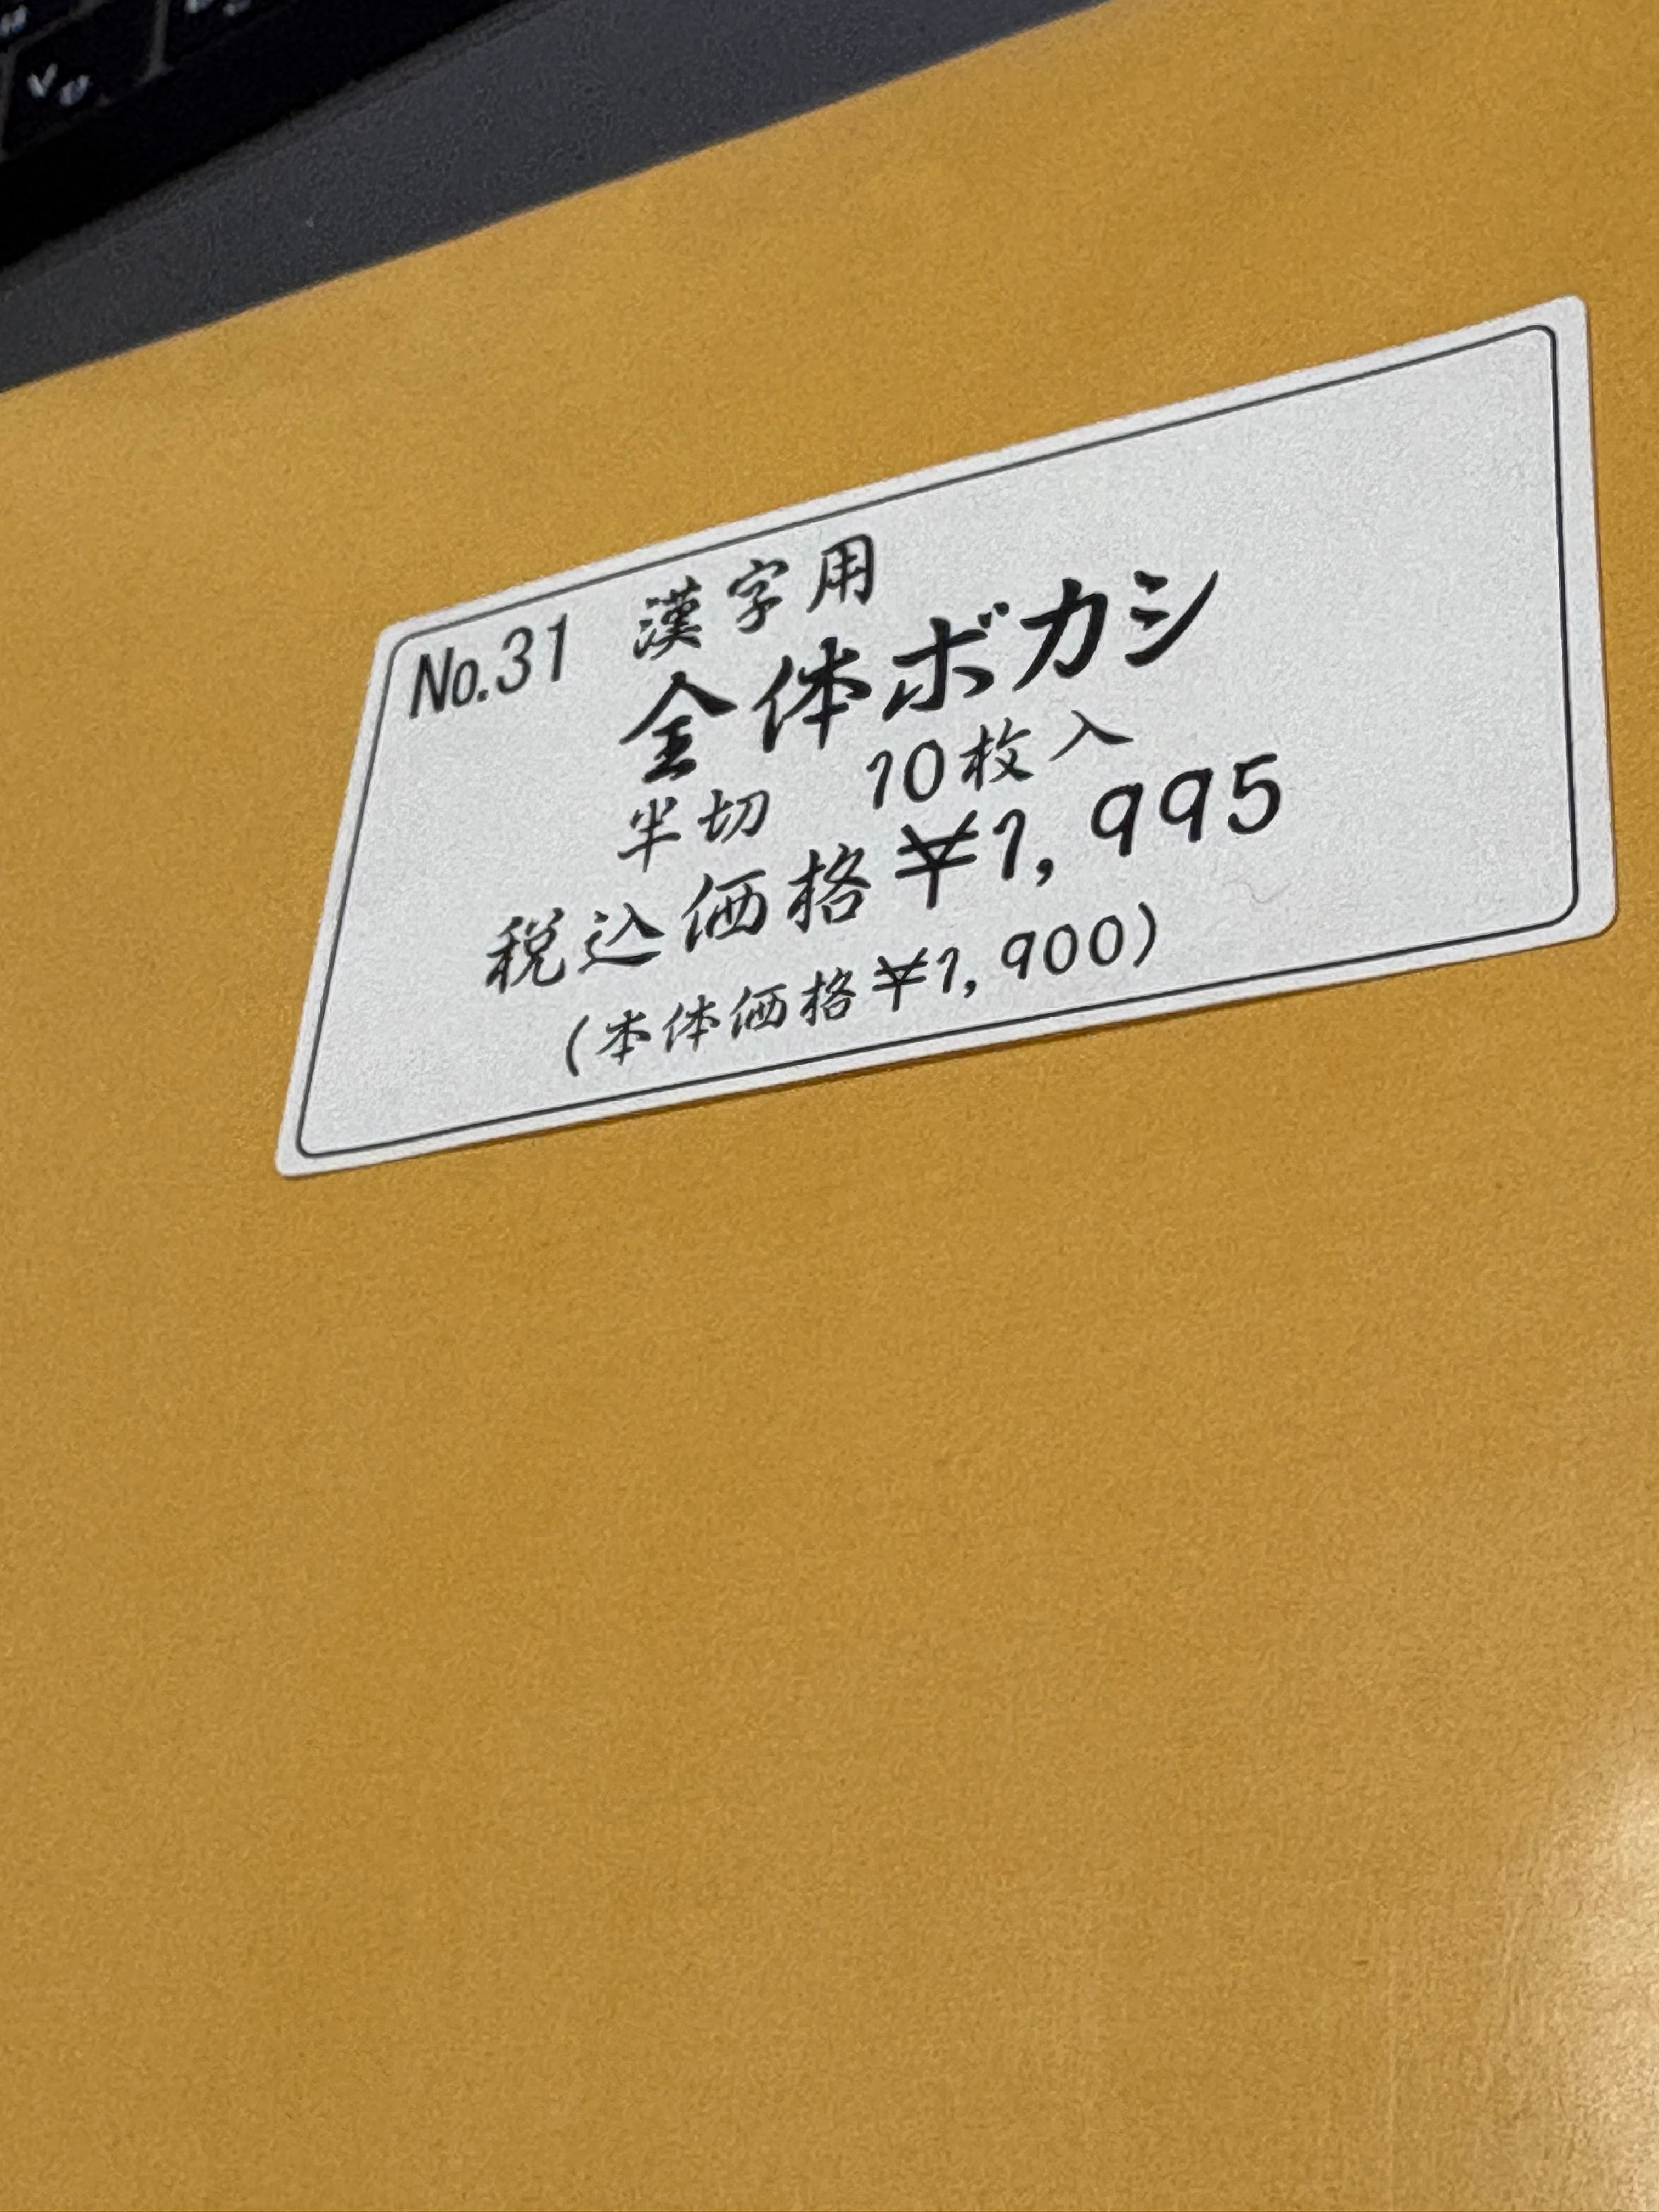 No.31 漢字用
全体ボカシ
半切 10枚入
税込価格¥1,995
(本体価格¥1,900)